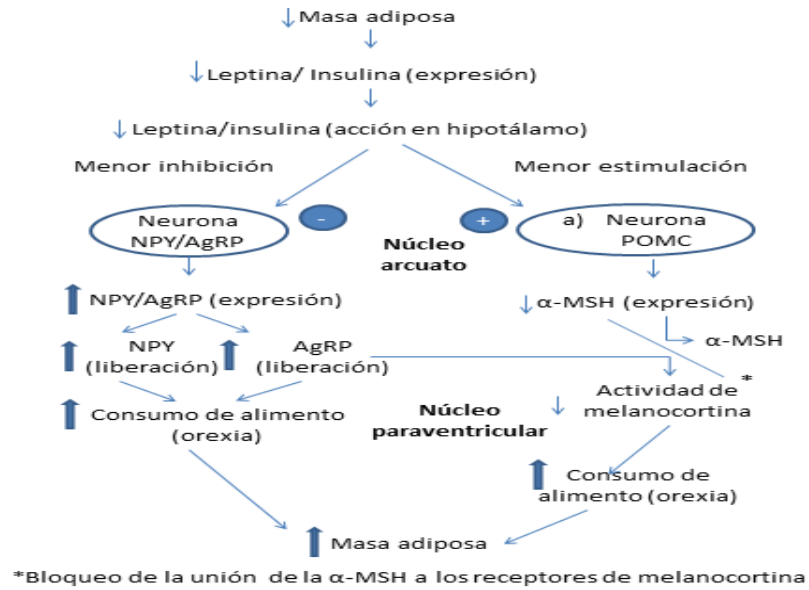 ↓ Masa adiposa
↓ Leptina/ Insulina (expresión)
↓ Leptina/insulina (acción en hipotálamo)
Menor inhibición
Menor estimulación
Neurona
NPY/AgRP
-
+
a) Neurona
POMC
Núcleo
arcuato
↑ NPY/AgRP (expresión)
↓ α-MSH (expresión)
↑ NPY
(liberación)
↑ AgRP
(liberación)
α-MSH
*
↓ Actividad de
melanocortina
↑ Consumo de alimento
(orexia)
Núcleo
paraventricular
↑ Consumo de
alimento (orexia)
↑ Masa adiposa
*Bloqueo de la unión de la α-MSH a los receptores de melanocortina